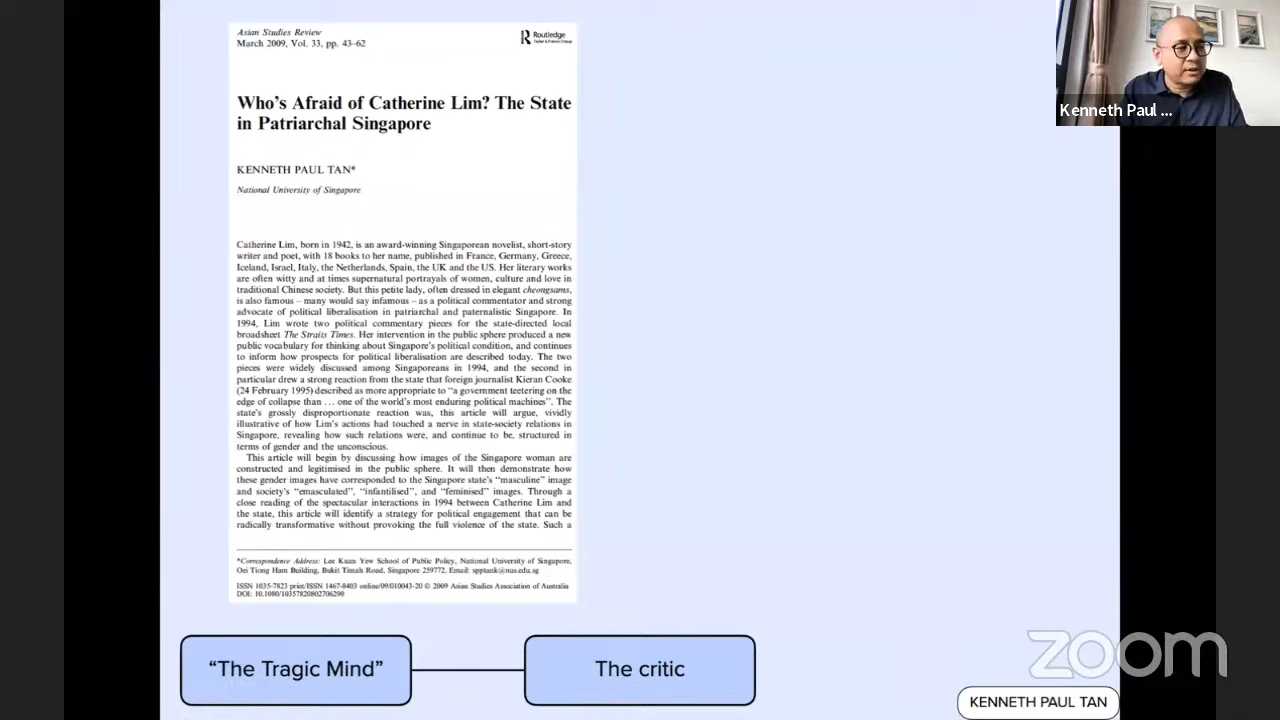 Asian Studies Review
March 2009, Vol. 33, pp. 43–62
Routledge
Taylor & Francis Group
Who's Afraid of Catherine Lim? The State
in Patriarchal Singapore
KENNETH PAUL TAN*
National University of Singapore
Catherine Lim, born in 1942, is an award-winning Singaporean novelist, short-story
writer and poet, with 18 books to her name, published in France, Germany, Greece,
Iceland, Israel, Italy, the Netherlands, Spain, the UK and the US. Her literary works
are often witty and at times supernatural portrayals of women, culture and love in
traditional Chinese society. But this petite lady, often dressed in elegant cheongsams,
is also famous – many would say infamous – as a political commentator and strong
advocate of political liberalisation in patriarchal and paternalistic Singapore. In
1994, Lim wrote two political commentary pieces for the state-directed local
broadsheet The Straits Times. Her intervention in the public sphere produced a new
public vocabulary for thinking about Singapore's political condition, and continues
to inform how prospects for political liberalisation are described today. The two
pieces were widely discussed among Singaporeans in 1994, and the second in
particular drew a strong reaction from the state that foreign journalist Kieran Cooke
(24 February 1995) described as more appropriate to “a government teetering on the
edge of collapse than … one of the world's most enduring political machines”. The
state's grossly disproportionate reaction was, this article will argue, vividly
illustrative of how Lim's actions had touched a nerve in state-society relations in
Singapore, revealing how such relations were, and continue to be, structured in
terms of gender and the unconscious.
This article will begin by discussing how images of the Singapore woman are
constructed and legitimised in the public sphere. It will then demonstrate how
these gender images have corresponded to the Singapore state's “masculine” image
and society's “emasculated”, “infantilised”, and “feminised” images. Through a
close reading of the spectacular interactions in 1994 between Catherine Lim and
the state, this article will identify a strategy for political engagement that can be
radically transformative without provoking the full violence of the state. Such a
*Correspondence Address: Lee Kuan Yew School of Public Policy, National University of Singapore,
Oei Tiong Ham Building, Bukit Timah Road, Singapore 259772. Email: spptank@nus.edu.sg
ISSN 1035-7823 print/ISSN 1467-8403 online/09/010043-20 © 2009 Asian Studies Association of Australia
DOI: 10.1080/10357820802706290
“The Tragic Mind”
The critic
Kenneth Paul ...
zoom
KENNETH PAUL TAN